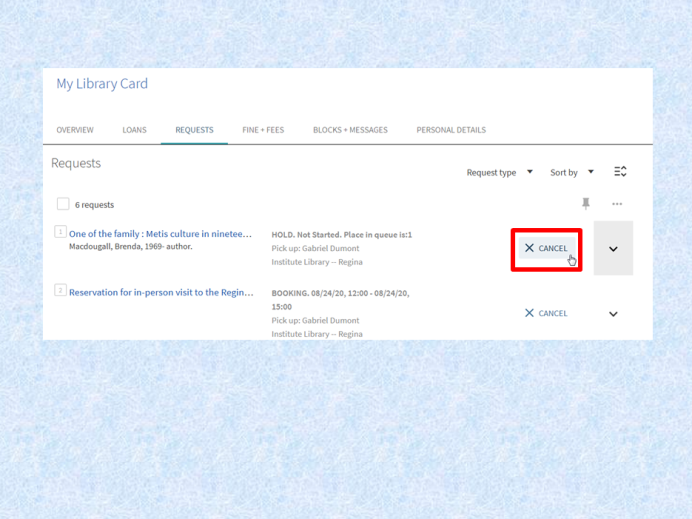 My Library Card
OVERVIEW LOANS REQUESTS FINE + FEES BLOCKS + MESSAGES PERSONAL DETAILS
Requests
Request type Sort by
6 requests
1 One of the family : Metis culture in ninetee...
Macdougall, Brenda, 1969- author.
HOLD. Not Started. Place in queue is:1
Pick up: Gabriel Dumont
Institute Library -- Regina
CANCEL
2 Reservation for in-person visit to the Regin...
BOOKING. 08/24/20, 12:00 - 08/24/20,
15:00
Pick up: Gabriel Dumont
Institute Library -- Regina
CANCEL